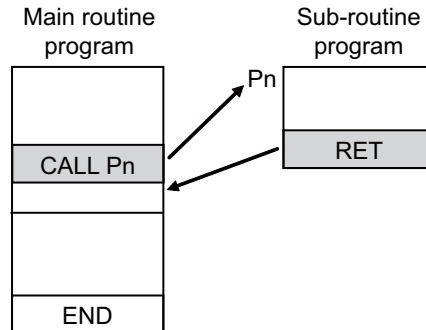 Main routine
program
Sub-routine
program
Pn
CALL Pn
RET
END